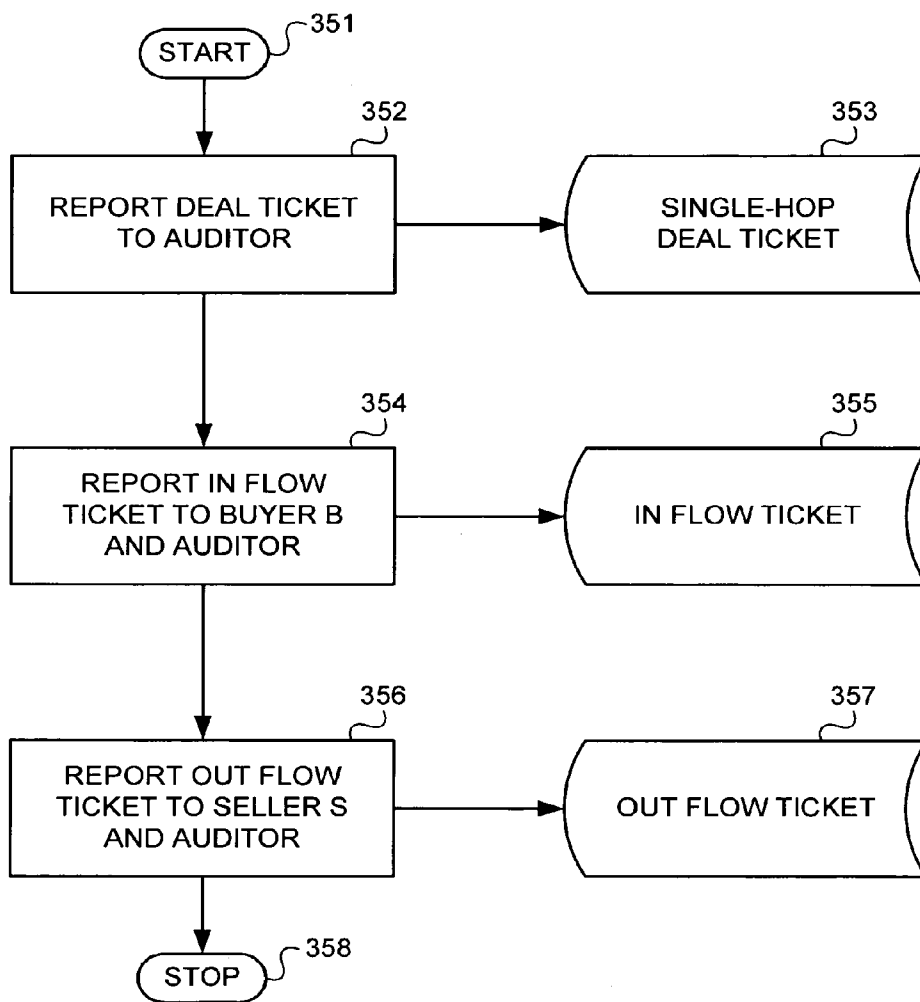 351
START
352
353
REPORT DEAL TICKET
TO AUDITOR
SINGLE-HOP
DEAL TICKET
354
355
REPORT IN FLOW
TICKET TO BUYER B
AND AUDITOR
IN FLOW TICKET
356
357
REPORT OUT FLOW
TICKET TO SELLER S
AND AUDITOR
OUT FLOW TICKET
358
STOP